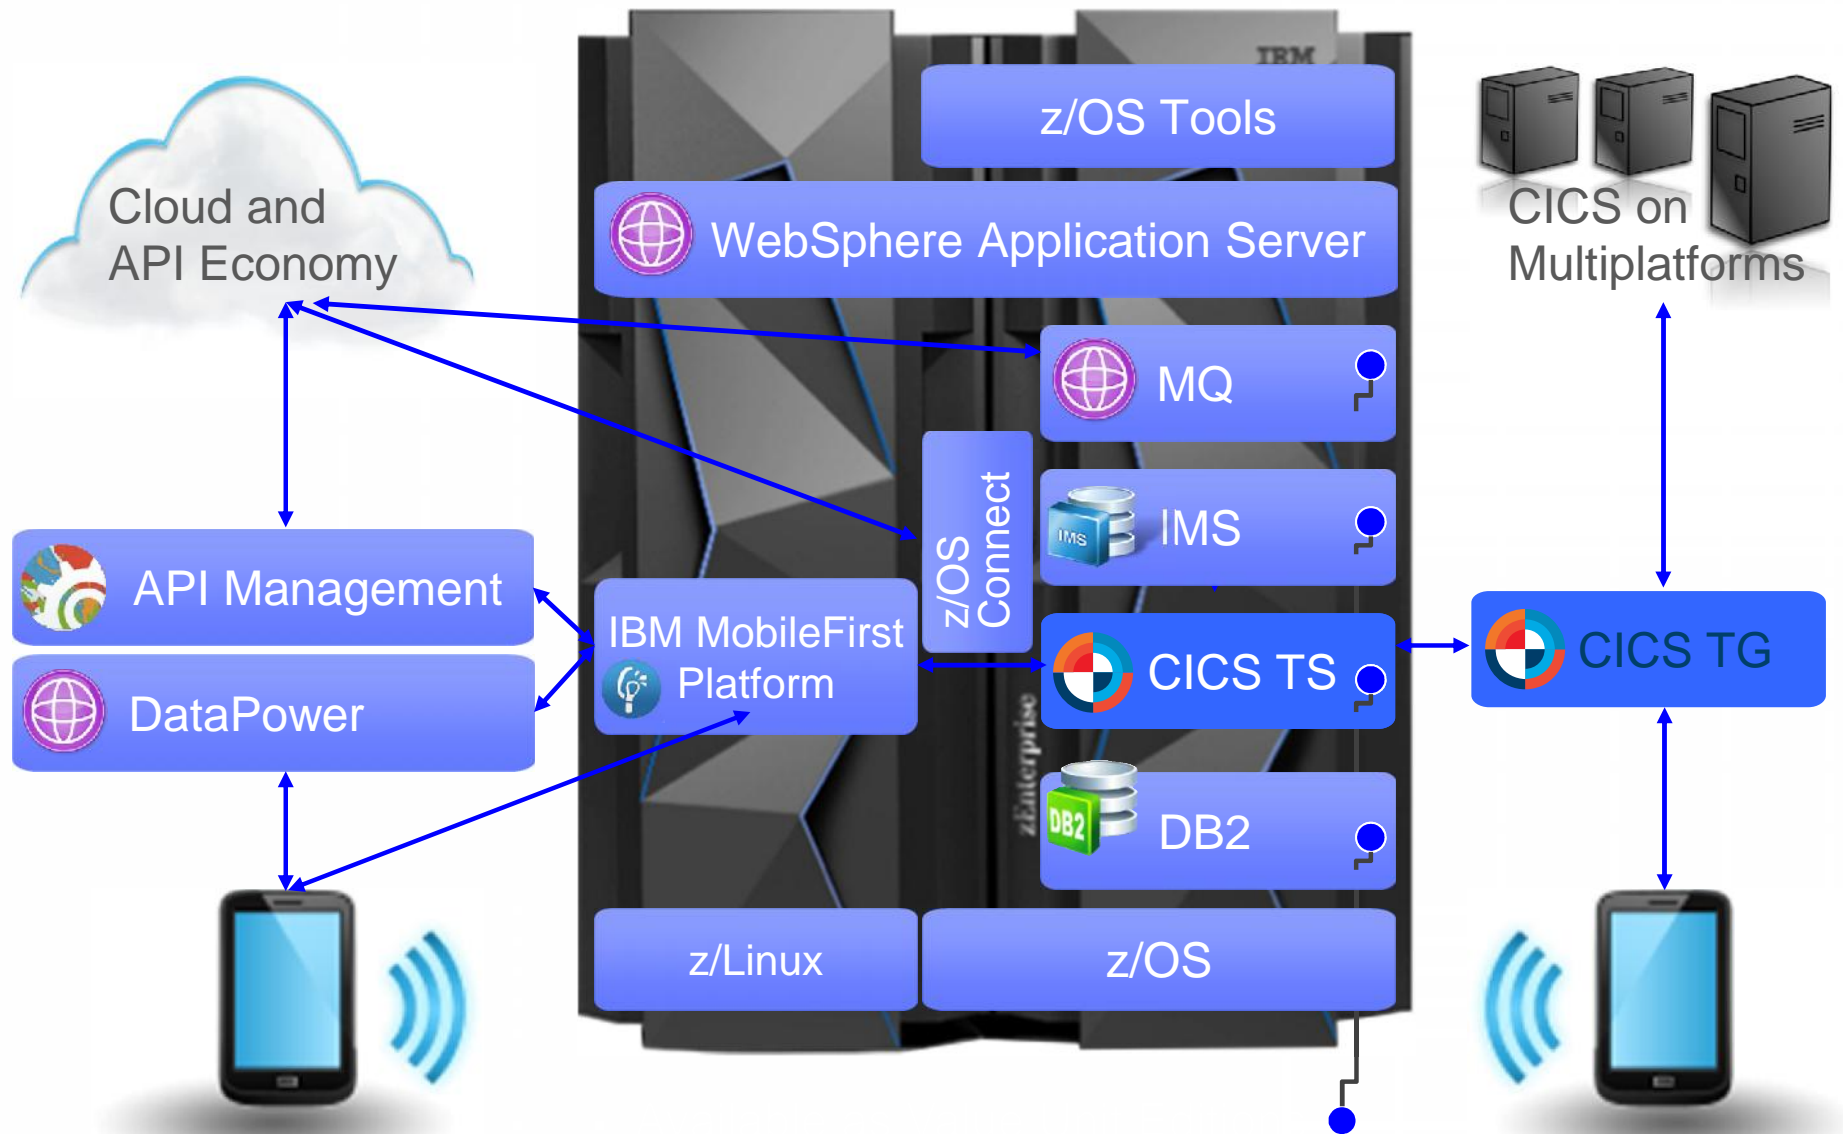 IBM
z/OS Tools
Cloud and
API Economy
WebSphere Application Server
CICS on
Multiplatforms
MQ
z/OS
Connect
IMS
IMS
API Management
IBM MobileFirst
Platform
CICS TS
CICS TG
DataPower
zEnterprise
DB2
DB2
z/Linux
z/OS